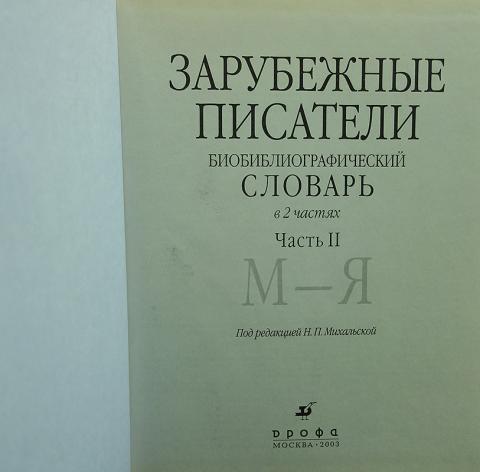 ЗАРУБЕЖНЫЕ
ПИСАТЕЛИ
БИОБИБЛИОГРАФИЧЕСКИЙ
СЛОВАРЬ
в 2 частях
Часть II
М—Я
Под редакцией Н. П. Михальской
дрофа
МОСКВА · 2003